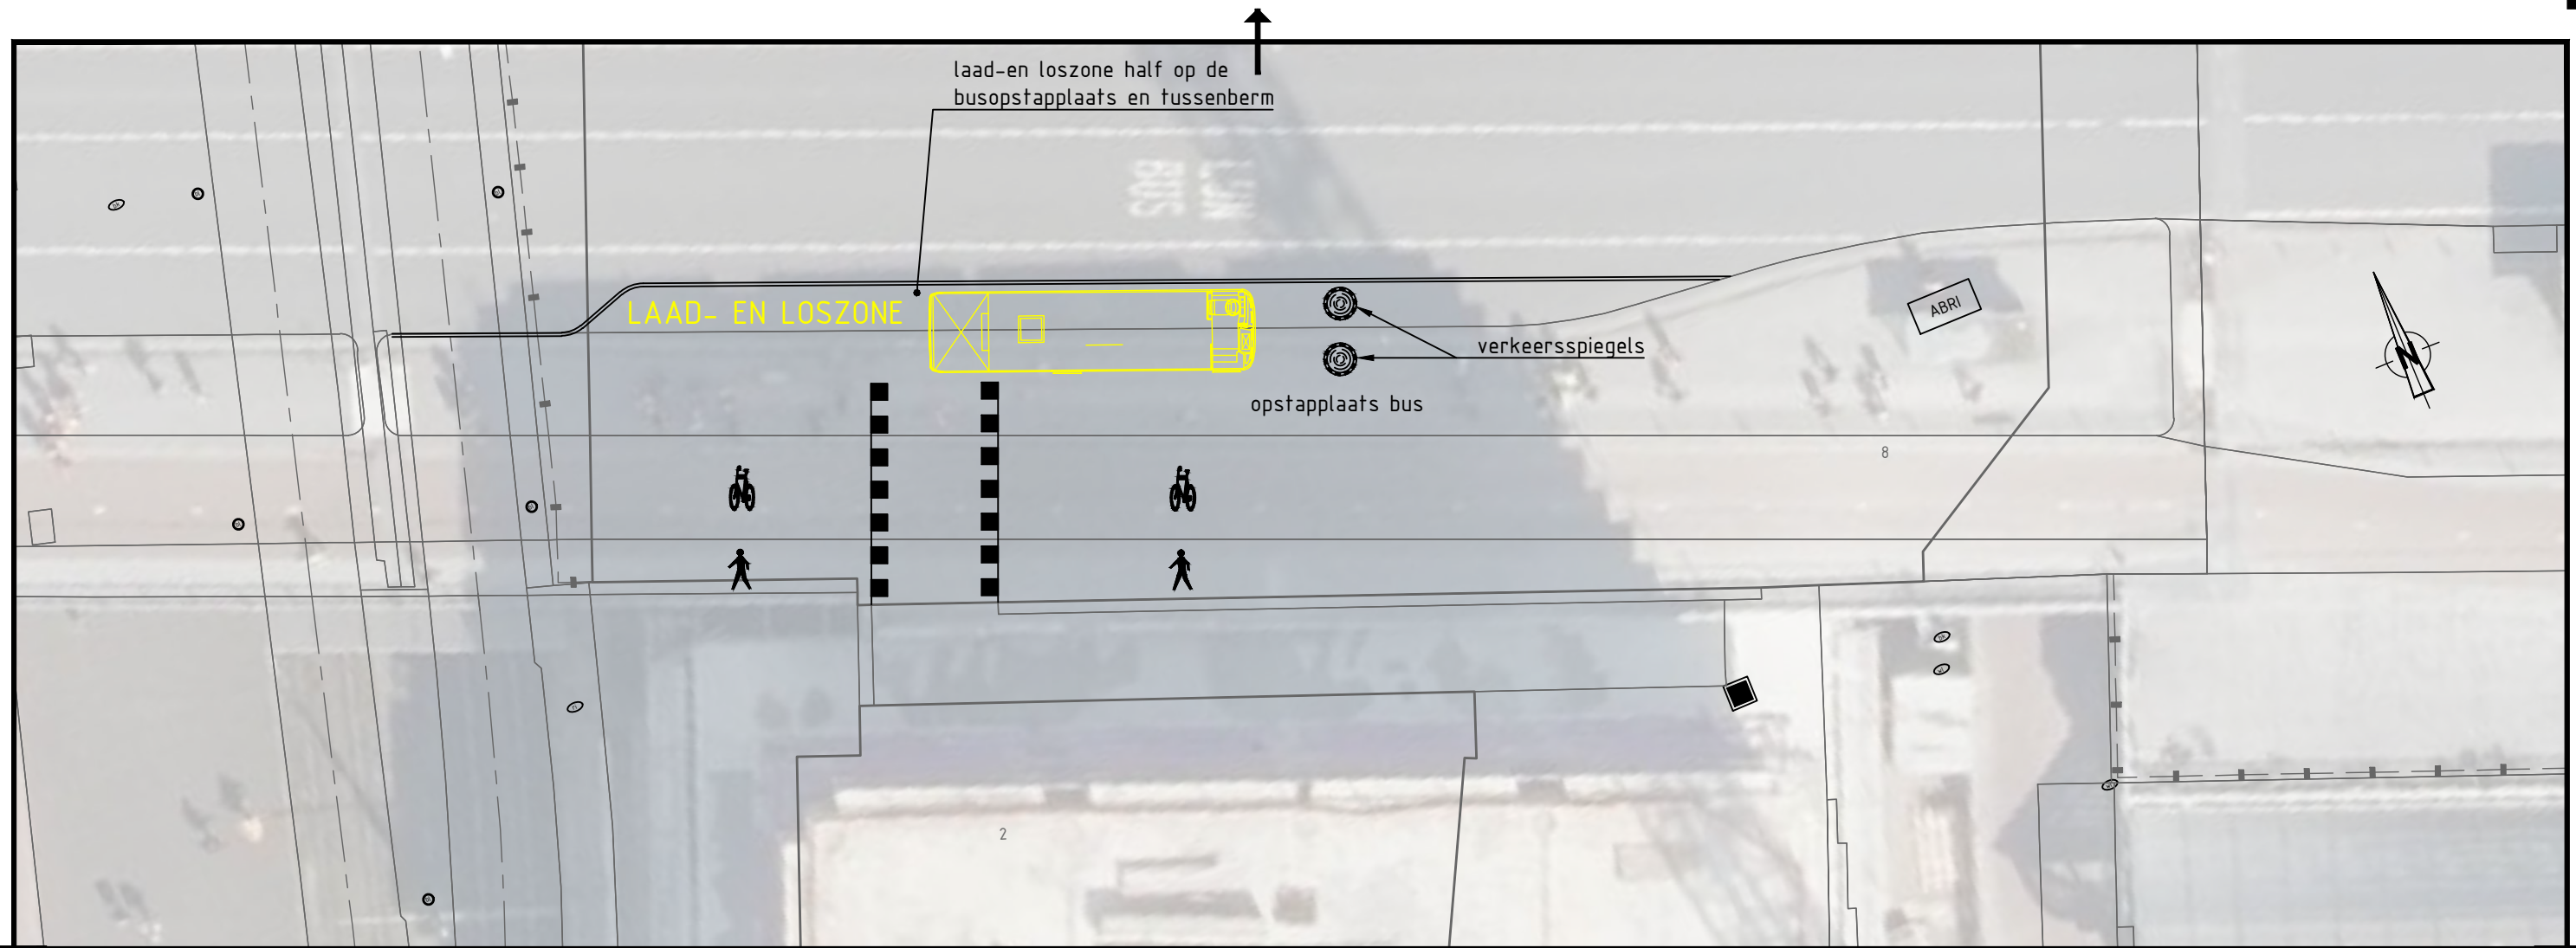 laad-en loszone half op de
busopstapplaats en tussenberm
LAAD- EN LOSZONE
ABRI
verkeersspiegels
N
opstapplaats bus
8
2